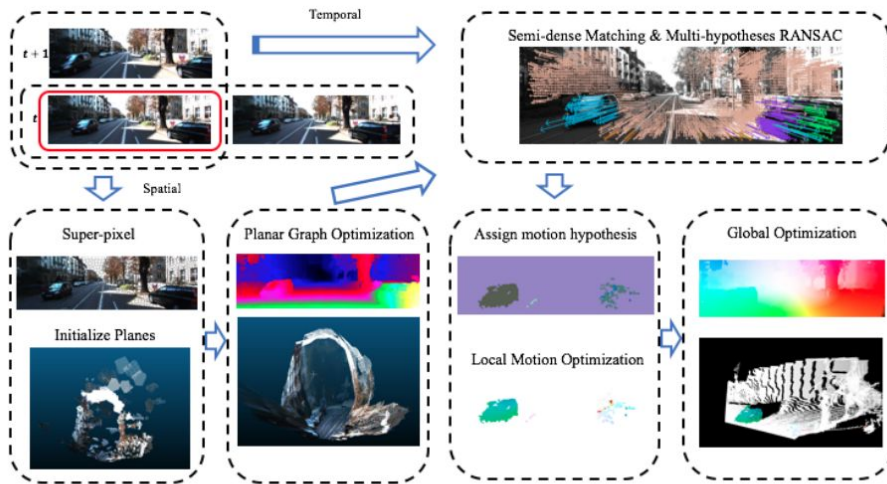 Temporal
Semi-dense Matching & Multi-hypotheses RANSAC
t+1
t
Spatial
Super-pixel
Planar Graph Optimization
Assign motion hypothesis
Global Optimization
Initialize Planes
Local Motion Optimization